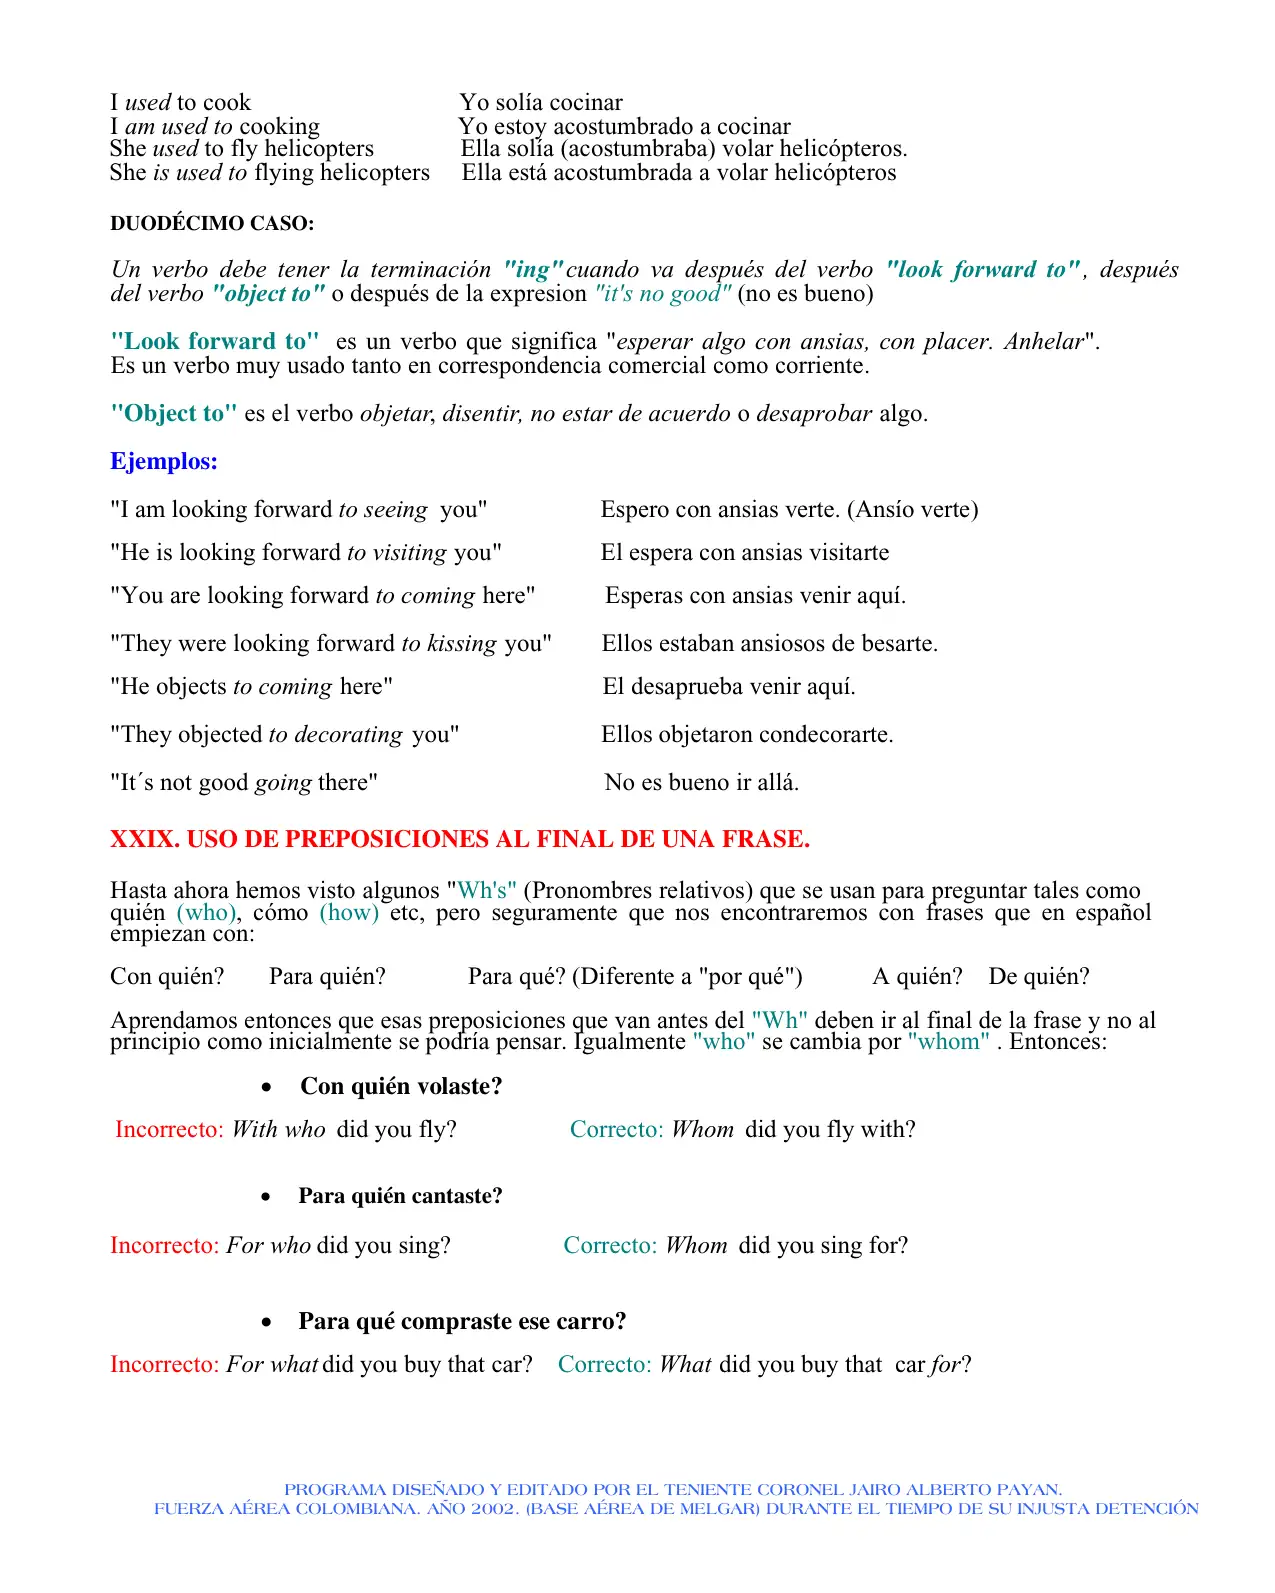 I used to cook Yo solía cocinar
I am used to cooking Yo estoy acostumbrado a cocinar
She used to fly helicopters Ella solía (acostumbraba) volar helicópteros.
She is used to flying helicopters Ella está acostumbrada a volar helicópteros
DUODÉCIMO CASO:
Un verbo debe tener la terminación "ing" cuando va después del verbo "look forward to" , después
del verbo "object to" o después de la expresion "it's no good" (no es bueno)
"Look forward to" es un verbo que significa "esperar algo con ansias, con placer. Anhelar".
Es un verbo muy usado tanto en correspondencia comercial como corriente.
"Object to" es el verbo objetar, disentir, no estar de acuerdo o desaprobar algo.
Ejemplos:
"I am looking forward to seeing you" Espero con ansias verte. (Ansío verte)
"He is looking forward to visiting you" El espera con ansias visitarte
"You are looking forward to coming here" Esperas con ansias venir aquí.
"They were looking forward to kissing you" Ellos estaban ansiosos de besarte.
"He objects to coming here" El desaprueba venir aquí.
"They objected to decorating you" Ellos objetaron condecorarte.
"It´s not good going there" No es bueno ir allá.
XXIX. USO DE PREPOSICIONES AL FINAL DE UNA FRASE.
Hasta ahora hemos visto algunos "Wh's" (Pronombres relativos) que se usan para preguntar tales como
quién (who), cómo (how) etc, pero seguramente que nos encontraremos con frases que en español
empiezan con:
Con quién? Para quién? Para qué? (Diferente a "por qué") A quién? De quién?
Aprendamos entonces que esas preposiciones que van antes del "Wh" deben ir al final de la frase y no al
principio como inicialmente se podría pensar. Igualmente "who" se cambia por "whom" . Entonces:
• Con quién volaste?
Incorrecto: With who did you fly? Correcto: Whom did you fly with?
• Para quién cantaste?
Incorrecto: For who did you sing? Correcto: Whom did you sing for?
• Para qué compraste ese carro?
Incorrecto: For what did you buy that car? Correcto: What did you buy that car for?
PROGRAMA DISEÑADO Y EDITADO POR EL TENIENTE CORONEL JAIRO ALBERTO PAYAN.
FUERZA AÉREA COLOMBIANA. AÑO 2002. (BASE AÉREA DE MELGAR) DURANTE EL TIEMPO DE SU INJUSTA DETENCIÓN